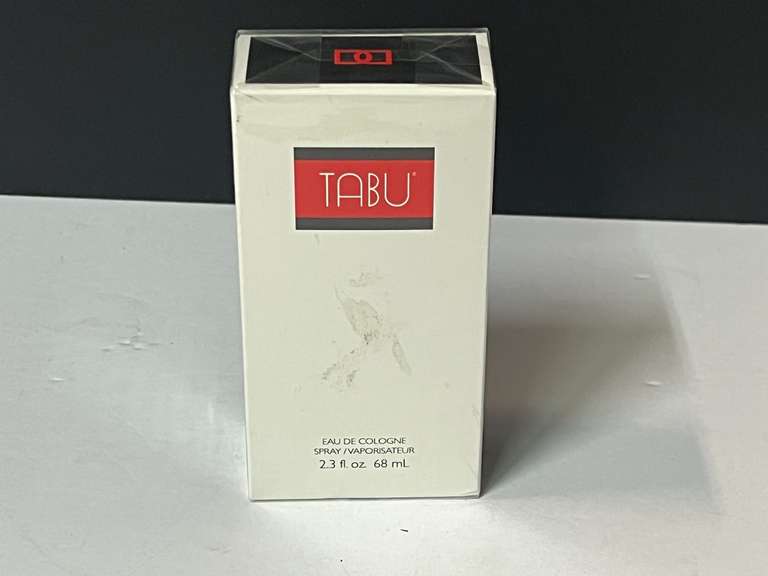 TABU®
EAU DE COLOGNE
SPRAY / VAPORISATEUR
2.3 fl. oz. 68 mL